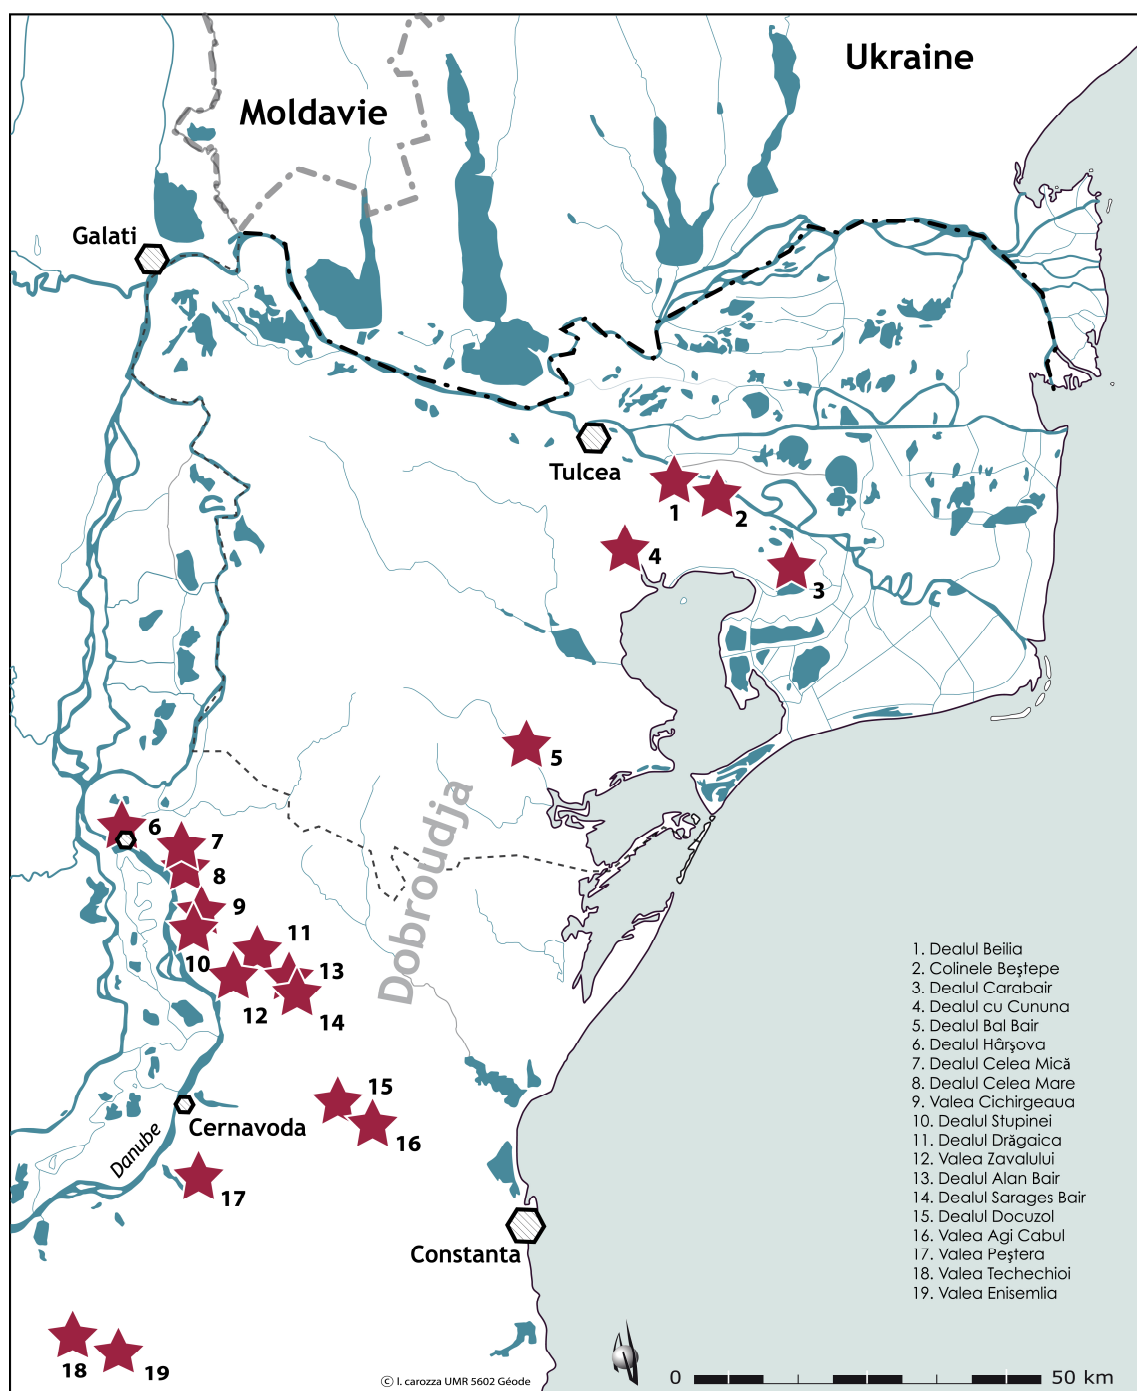 Ukraine
Moldavie
Galati
Tulcea
1
2
4
3
5
6
7
8
9
10
11
12
13
14
Dobroudja
15
16
Cernavoda
Danube
17
Constanta
18
19
1. Dealul Beilia
2. Colinele Beştepe
3. Dealul Carabair
4. Dealul cu Cununa
5. Dealul Bal Bair
6. Dealul Hârşova
7. Dealul Celea Mică
8. Dealul Celea Mare
9. Valea Cichirgeaua
10. Dealul Stupinei
11. Dealul Drăgaica
12. Valea Zavalului
13. Dealul Alan Bair
14. Dealul Sarages Bair
15. Dealul Docuzol
16. Valea Agi Cabul
17. Valea Peştera
18. Valea Techechioi
19. Valea Enisemlia
© l. carozza UMR 5602 Géode
0 50 km